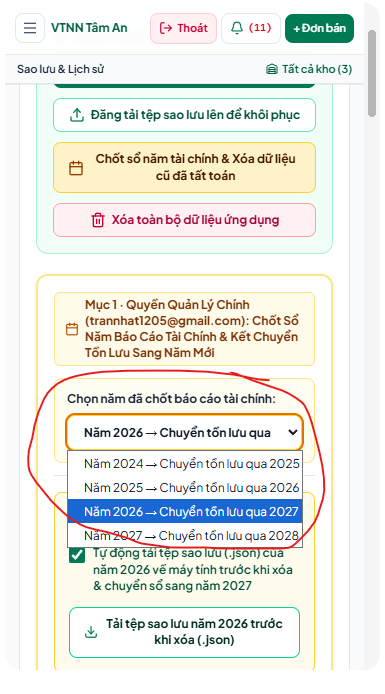 VTNN Tâm An
Thoát
(11)
+ Đơn bán
Sao lưu & Lịch sử
Tất cả kho (3)
Đăng tải tệp sao lưu lên để khôi phục
Chốt sổ năm tài chính & Xóa dữ liệu
cũ đã tất toán
Xóa toàn bộ dữ liệu ứng dụng
Mục 1 · Quyền Quản Lý Chính
(trannhat1205@gmail.com): Chốt Sổ
Năm Báo Cáo Tài Chính & Kết Chuyển
Tồn Lưu Sang Năm Mới
Chọn năm đã chốt báo cáo tài chính:
Năm 2026 → Chuyển tồn lưu qua
Năm 2024 → Chuyển tồn lưu qua 2025
Năm 2025 → Chuyển tồn lưu qua 2026
Năm 2026 → Chuyển tồn lưu qua 2027
Năm 2027 → Chuyển tồn lưu qua 2028
Tự động tải tệp sao lưu (.json) của
năm 2026 về máy tính trước khi xóa
& chuyển sổ sang năm 2027
Tải tệp sao lưu năm 2026 trước
khi xóa (.json)